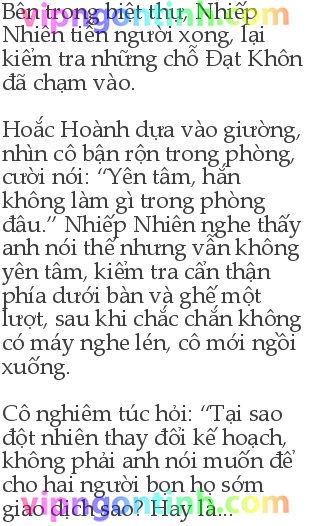 Bên trong biệt thự, Nhiếp
Nhiên tiễn người xong, lại
kiểm tra những chỗ Đạt Khôn
đã chạm vào.
Hoắc Hoành dựa vào giường,
nhìn cô bận rộn trong phòng,
cười nói: “Yên tâm, hắn
không làm gì trong phòng
đâu.” Nhiếp Nhiên nghe thấy
anh nói thế nhưng vẫn không
yên tâm, kiểm tra cẩn thận
phía dưới bàn và ghế một
lượt, sau khi chắc chắn không
có máy nghe lén, cô mới ngồi
xuống.
Cô nghiêm túc hỏi: “Tại sao
đột nhiên thay đổi kế hoạch,
không phải anh nói muốn để
cho hai người bọn họ sớm
giao dịch sao? Hay là...
vipngontinh.com
vipngontinh.com